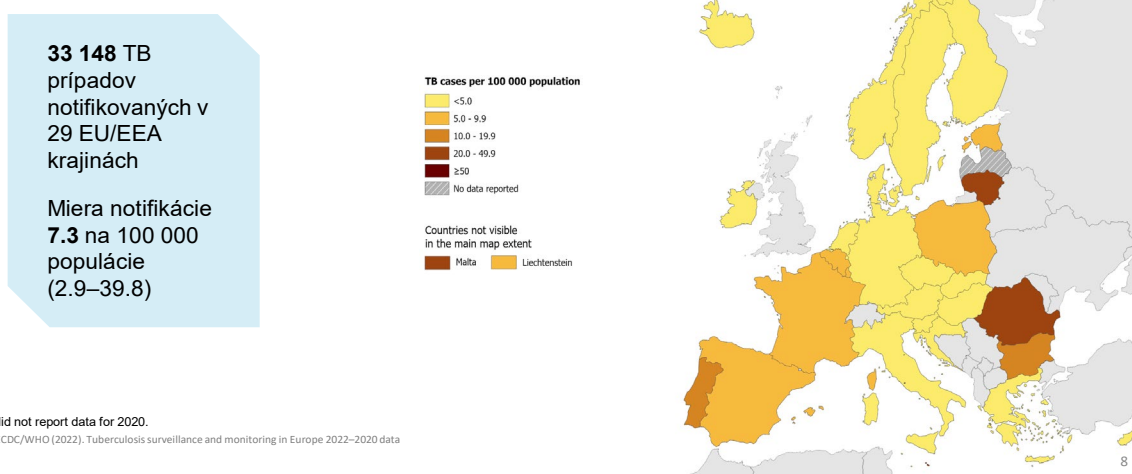 33 148 TB
prípadov
notifikovaných v
29 EU/EEA
krajinách
Miera notifikácie
7.3 na 100 000
populácie
(2.9–39.8)
TB cases per 100 000 population
<5.0
5.0 - 9.9
10.0 - 19.9
20.0 - 49.9
≥50
No data reported
Countries not visible
in the main map extent
Malta
Liechtenstein
did not report data for 2020.
CDC/WHO (2022). Tuberculosis surveillance and monitoring in Europe 2022–2020 data
8